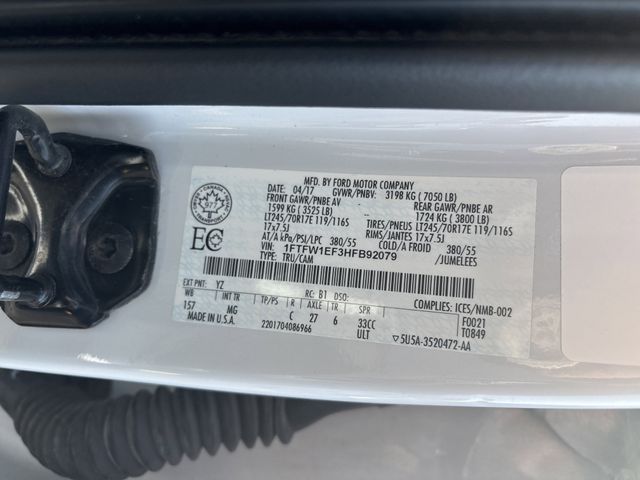 MFD. BY FORD MOTOR COMPANY
DATE: 04/17 GVWR/PNBV: 3198 KG ( 7050 LB)
FRONT GAWR/PNBE AV REAR GAWR/PNBE AR
1599 KG ( 3525 LB) 1724 KG ( 3800 LB)
LT245/70R17E 119/116S TIRES/PNEUS LT245/70R17E 119/116S
17x7.5J RIMS/JANTES 17x7.5J
AT/A kPa/PSI/LPC 380/55 COLD/A FROID 380/55
VIN: 1FTFW1EF3HFB92079 /JUMELEES
TYPE: TRU/CAM
EC
CANADA
TRANSPORT
EXT PNT: YZ RC: B1 DSO: COMPLIES: ICES/NMB-002
WB INT TR TP/PS R AXLE TR F0021
157 MG C 27 6 33CC T0849
MADE IN U.S.A. 2201704086966 ULT 5U5A-3520472-AA